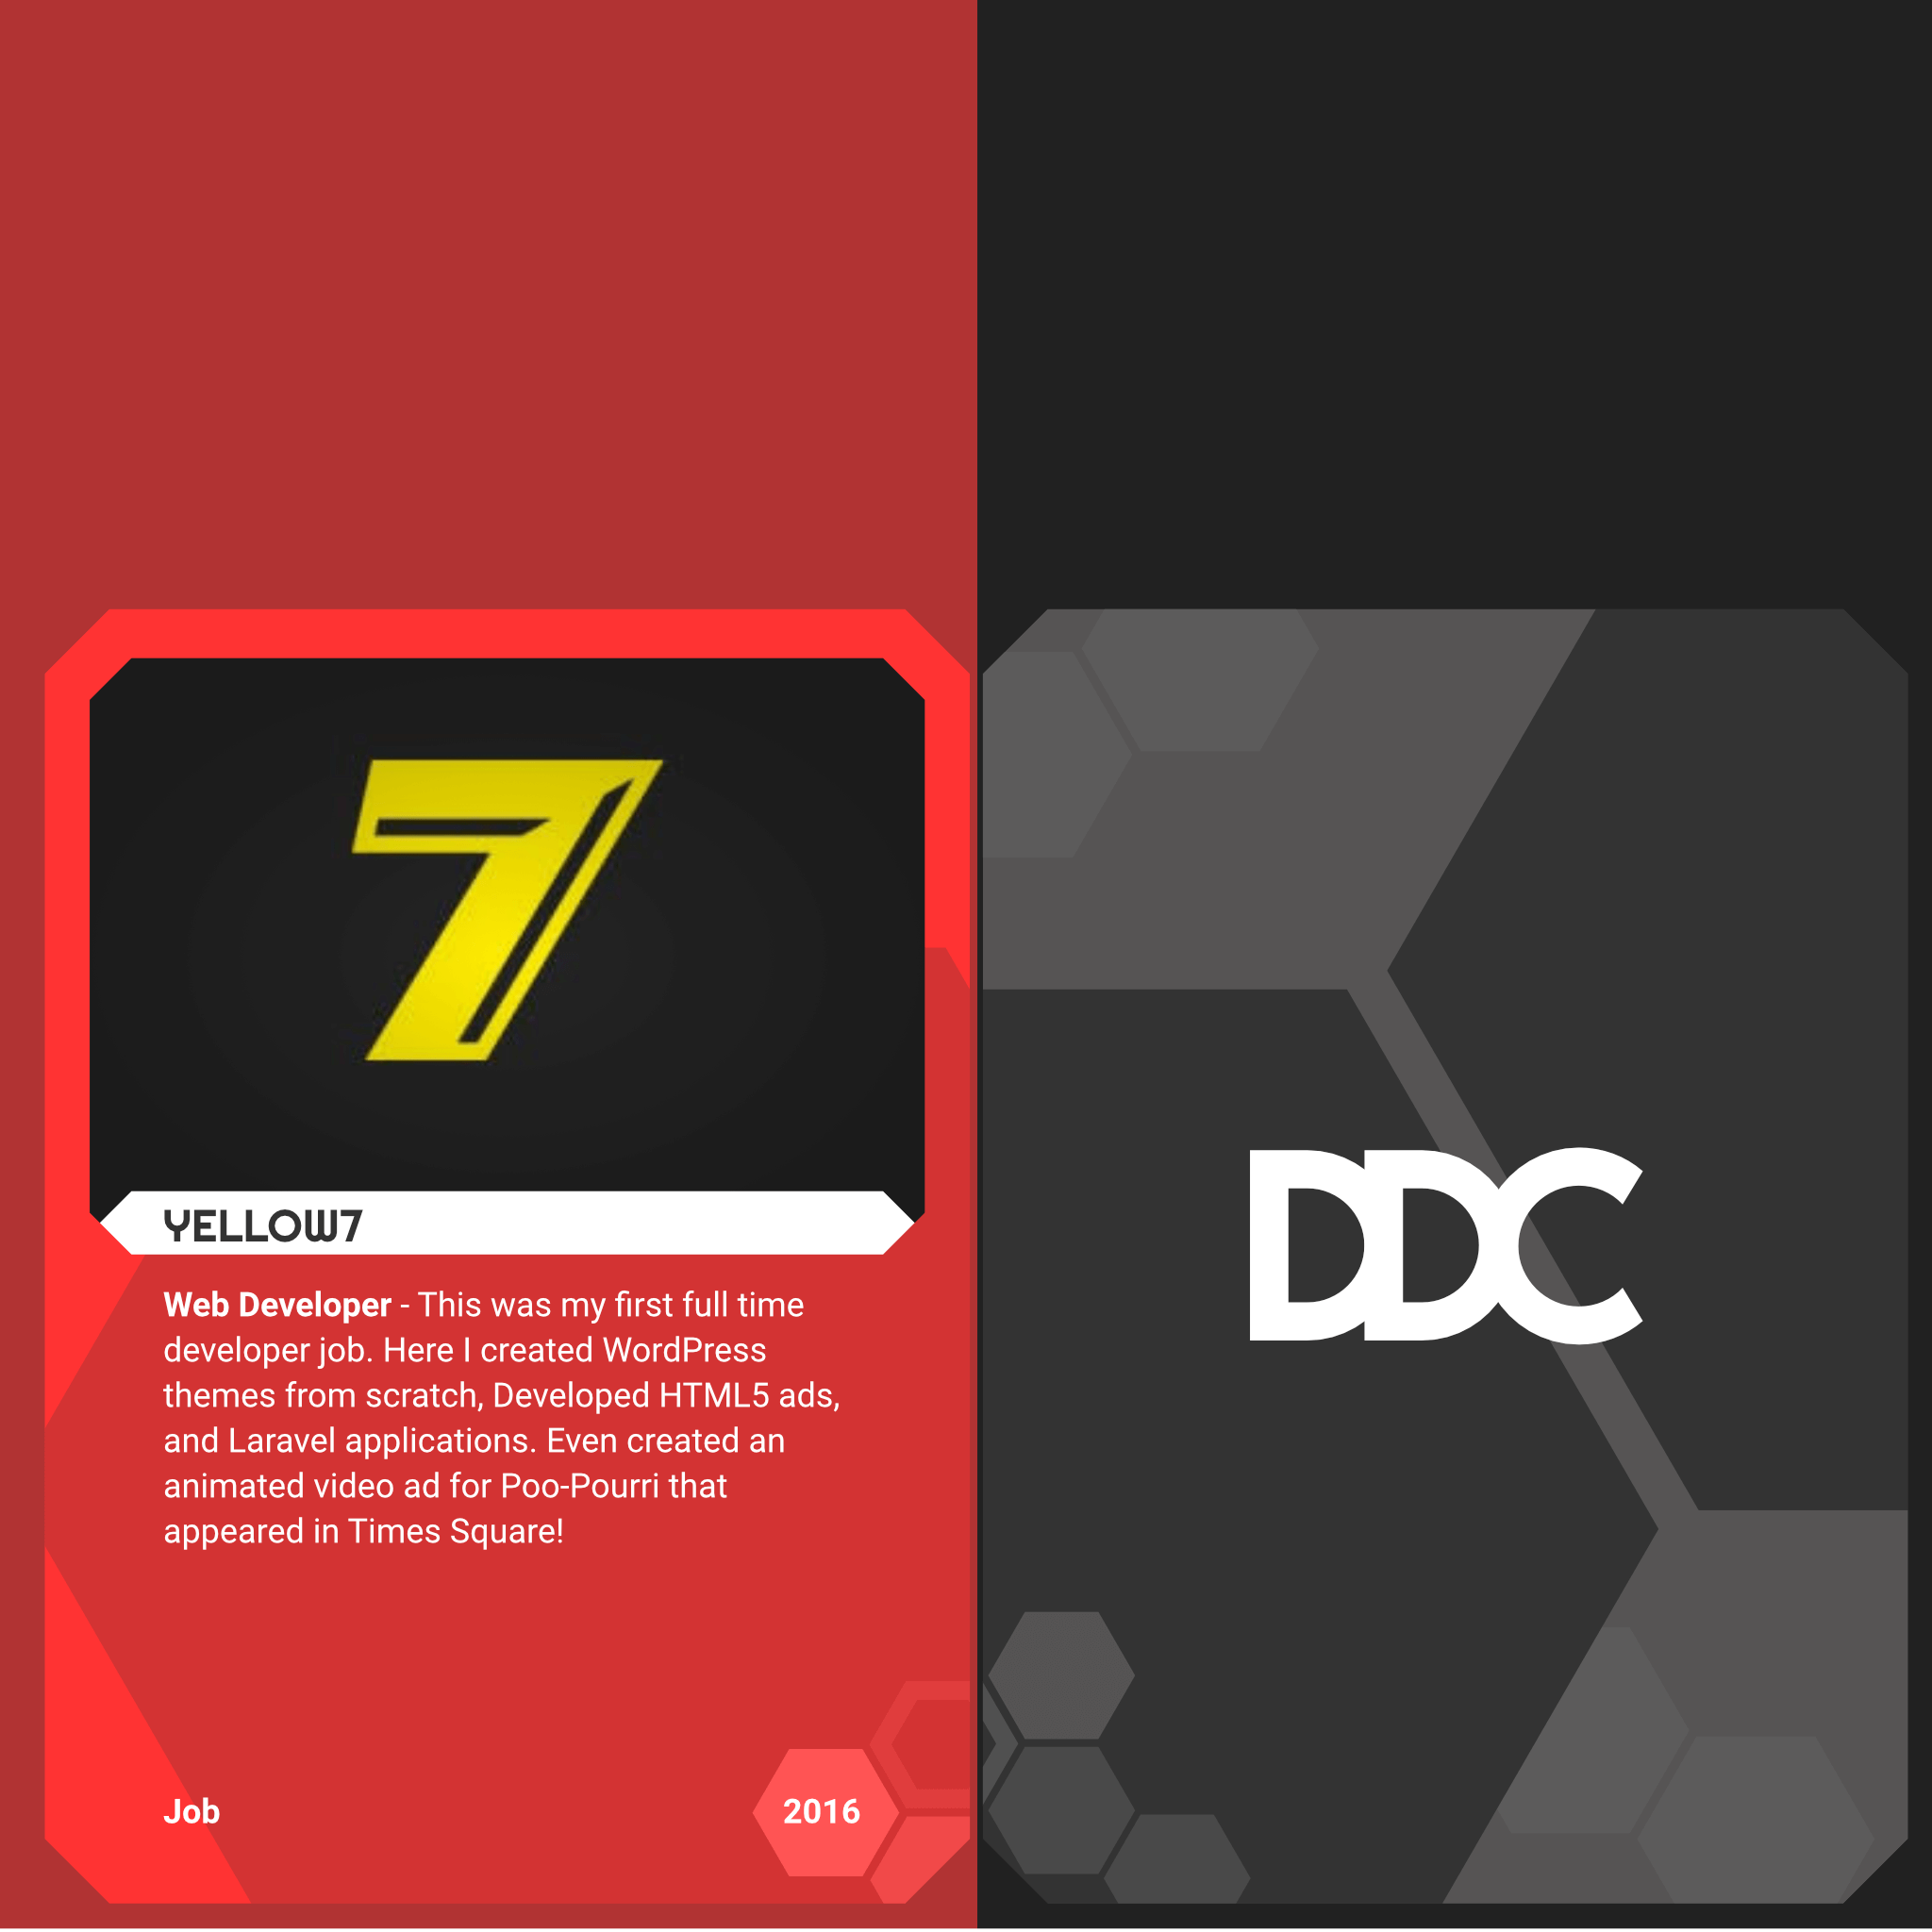 7
YELLOW7
Web Developer - This was my first full time
developer job. Here I created WordPress
themes from scratch, Developed HTML5 ads,
and Laravel applications. Even created an
animated video ad for Poo-Pourri that
appeared in Times Square!
Job
2016
DDC